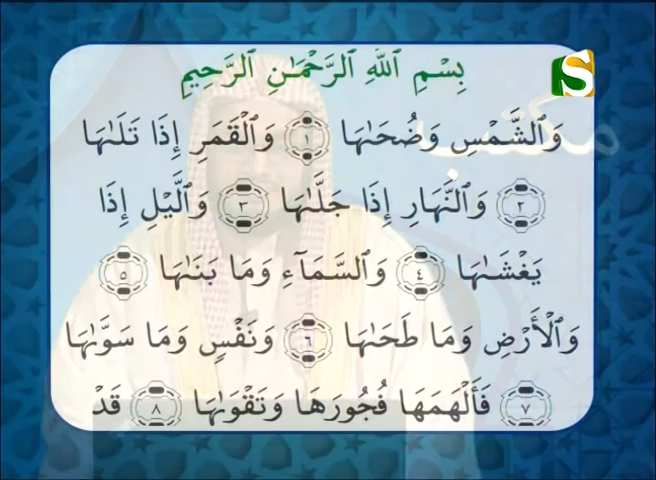 بِسْمِ ٱللَّهِ ٱلرَّحْمَـٰنِ ٱلرَّحِيمِ
وَٱلشَّمْسِ وَضُحَىٰهَا ١ وَٱلْقَمَرِ إِذَا تَلَىٰهَا
٢ وَٱلنَّهَارِ إِذَا جَلَّىٰهَا ٣ وَٱلَّيْلِ إِذَا
يَغْشَىٰهَا ٤ وَٱلسَّمَآءِ وَمَا بَنَىٰهَا ٥
وَٱلْأَرْضِ وَمَا طَحَىٰهَا ٦ وَنَفْسٍ وَمَا سَوَّىٰهَا
٧ فَأَلْهَمَهَا فُجُورَهَا وَتَقْوَىٰهَا ٨ قَدْ
S